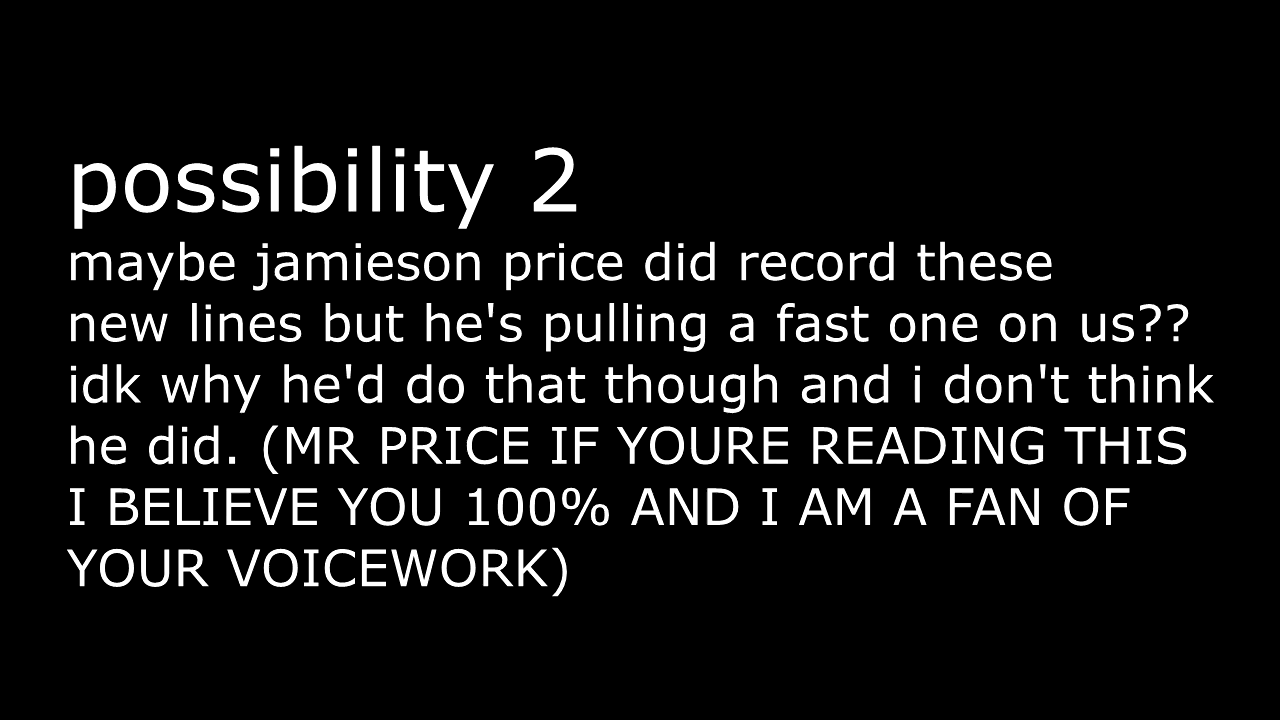 possibility 2
maybe jamieson price did record these
new lines but he's pulling a fast one on us??
idk why he'd do that though and i don't think
he did. (MR PRICE IF YOURE READING THIS
I BELIEVE YOU 100% AND I AM A FAN OF
YOUR VOICEWORK)